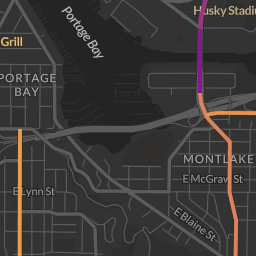 Husky Stadiu
Portage Bay
Grill
PORTAGE
BAY
MONTLAKE
E McGraw St
E Lynn St
E Blaine St